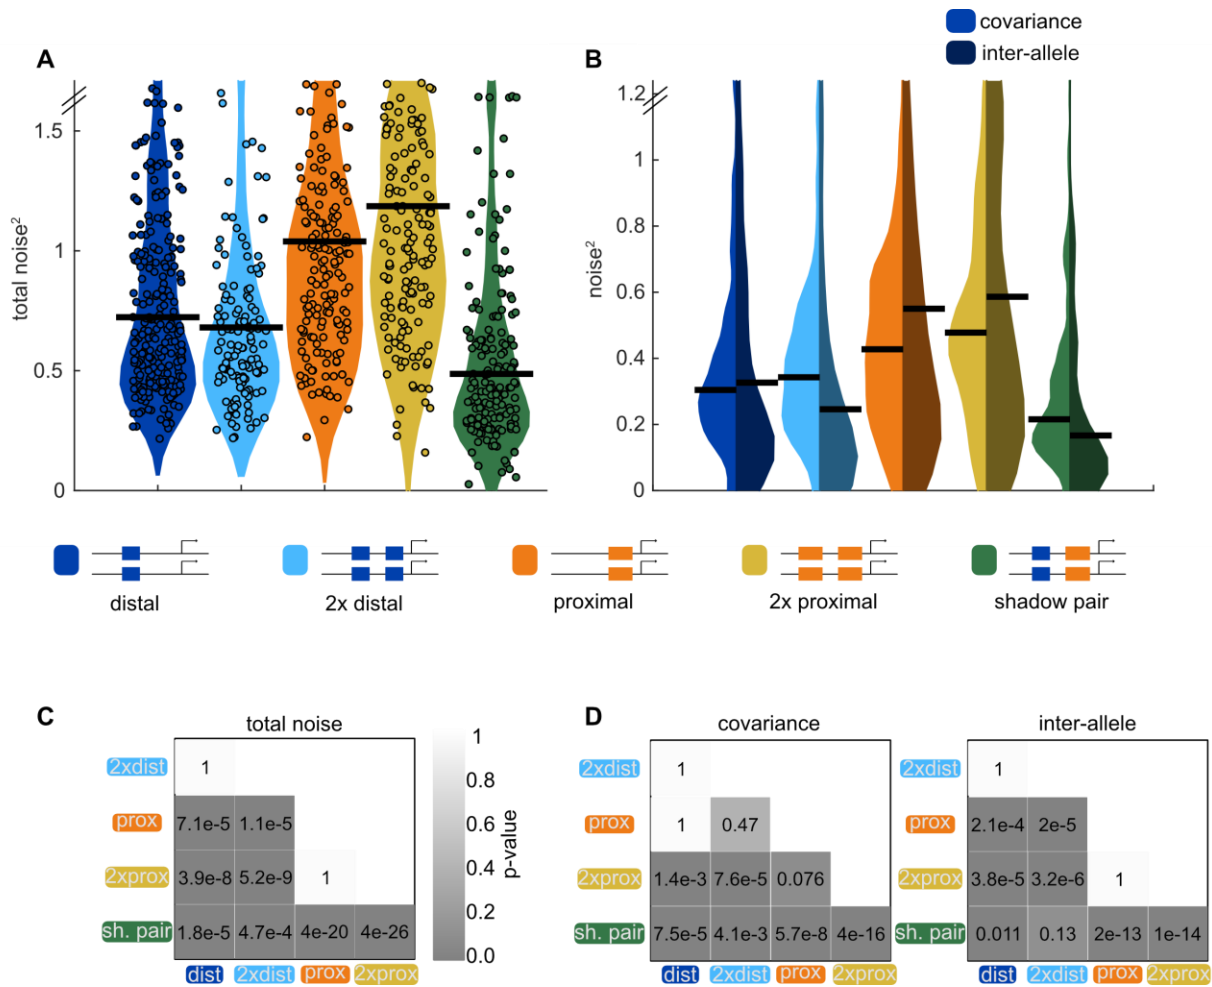 covariance
inter-allele
A
B
total noise²
1.5
1
0.5
0
noise²
1.2
1
0.8
0.6
0.4
0.2
0
distal
2x distal
proximal
2x proximal
shadow pair
C
total noise
2xdist
1
prox
7.1e-5 1.1e-5
2xprox
3.9e-8 5.2e-9 1
sh. pair
1.8e-5 4.7e-4 4e-20 4e-26
dist 2xdist prox 2xprox
1
0.8
0.6
0.4
0.2
0.0
p-value
D
covariance
2xdist
1
prox
1 0.47
2xprox
1.4e-3 7.6e-5 0.076
sh. pair
7.5e-5 4.1e-3 5.7e-8 4e-16
dist 2xdist prox 2xprox
inter-allele
2xdist
1
prox
2.1e-4 2e-5
2xprox
3.8e-5 3.2e-6 1
sh. pair
0.011 0.13 2e-13 1e-14
dist 2xdist prox 2xprox